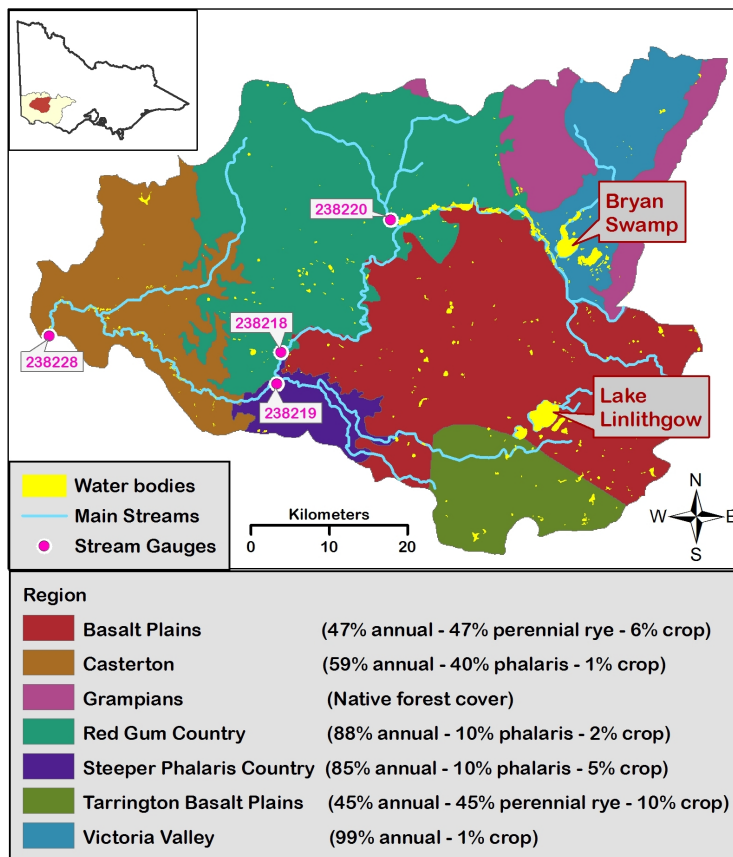 Bryan
Swamp
238220
238218
238228
238219
Lake
Linlithgow
Water bodies
Main Streams
Stream Gauges
Kilometers
0 10 20
N
W E
S
Region
Basalt Plains (47% annual - 47% perennial rye - 6% crop)
Casterton (59% annual - 40% phalaris - 1% crop)
Grampians (Native forest cover)
Red Gum Country (88% annual - 10% phalaris - 2% crop)
Steeper Phalaris Country (85% annual - 10% phalaris - 5% crop)
Tarrington Basalt Plains (45% annual - 45% perennial rye - 10% crop)
Victoria Valley (99% annual - 1% crop)